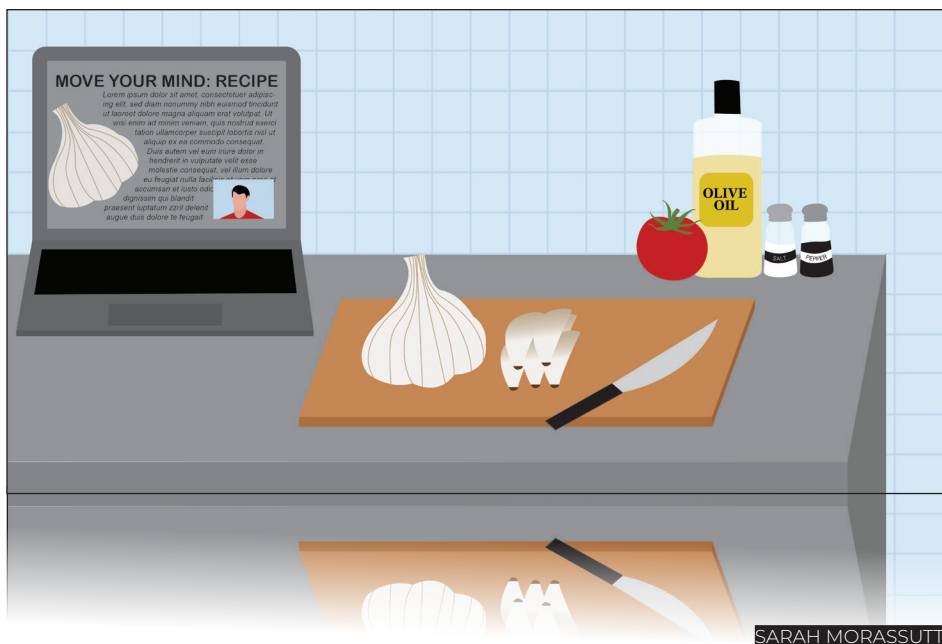 MOVE YOUR MIND: RECIPE
Lorem ipsum dolor sit amet, consectetuer adipisc-
ing elit, sed diam nonummy nibh euismod tincidunt
ut laoreet dolore magna aliquam erat volutpat. Ut
wisi enim ad minim veniam, quis nostrud exerci
tation ullamcorper suscipit lobortis nisl ut
aliquip ex ea commodo consequat.
Duis autem vel eum iriure dolor in
hendrerit in vulputate velit esse
molestie consequat, vel illum dolore
eu feugiat nulla
accumsan et iusto
dignissim qui blandit
praesent luptatum zzril delenit
augue duis dolore te feugait
OLIVE
OIL
SALT
PEPPER
SARAH MORASSUTT